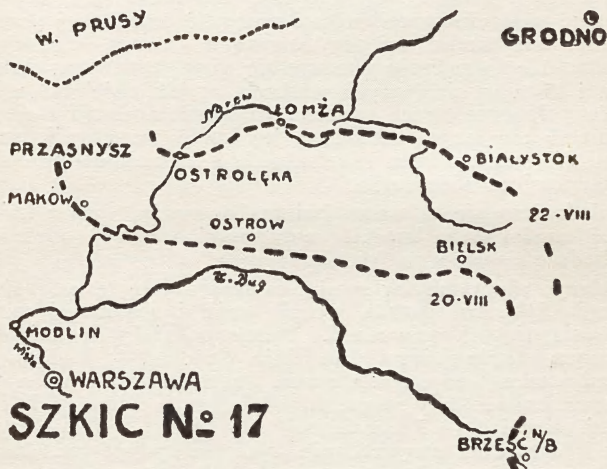 W. PRUSY
GRODNO
Narew
ŁOMŻA
PRZASNYSZ
OSTROŁĘKA
BIAŁYSTOK
MAKÓW
OSTROW
22-VIII
BIELSK
R. Bug
20-VIII
MODLIN
Wisła
WARSZAWA
SZKIC № 17
BRZEŚĆ N/B